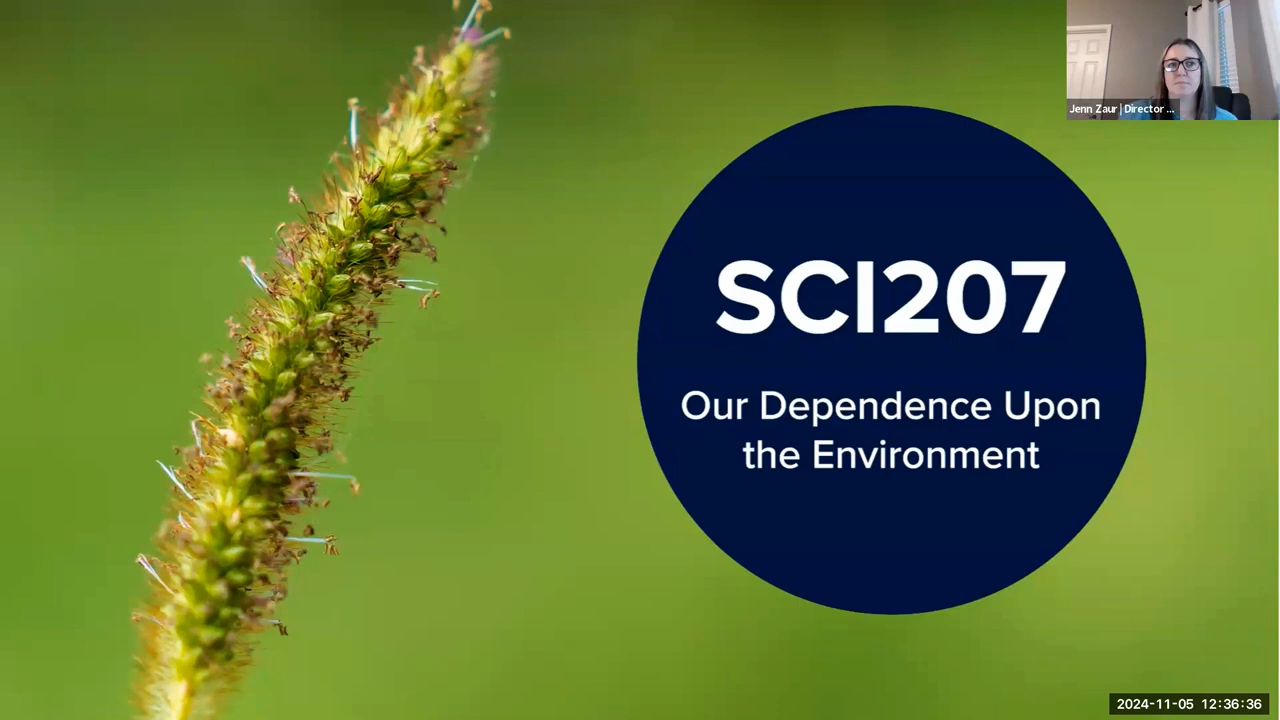 Jenn Zaur | Director ...
SCI207
Our Dependence Upon
the Environment
2024-11-05 12:36:36